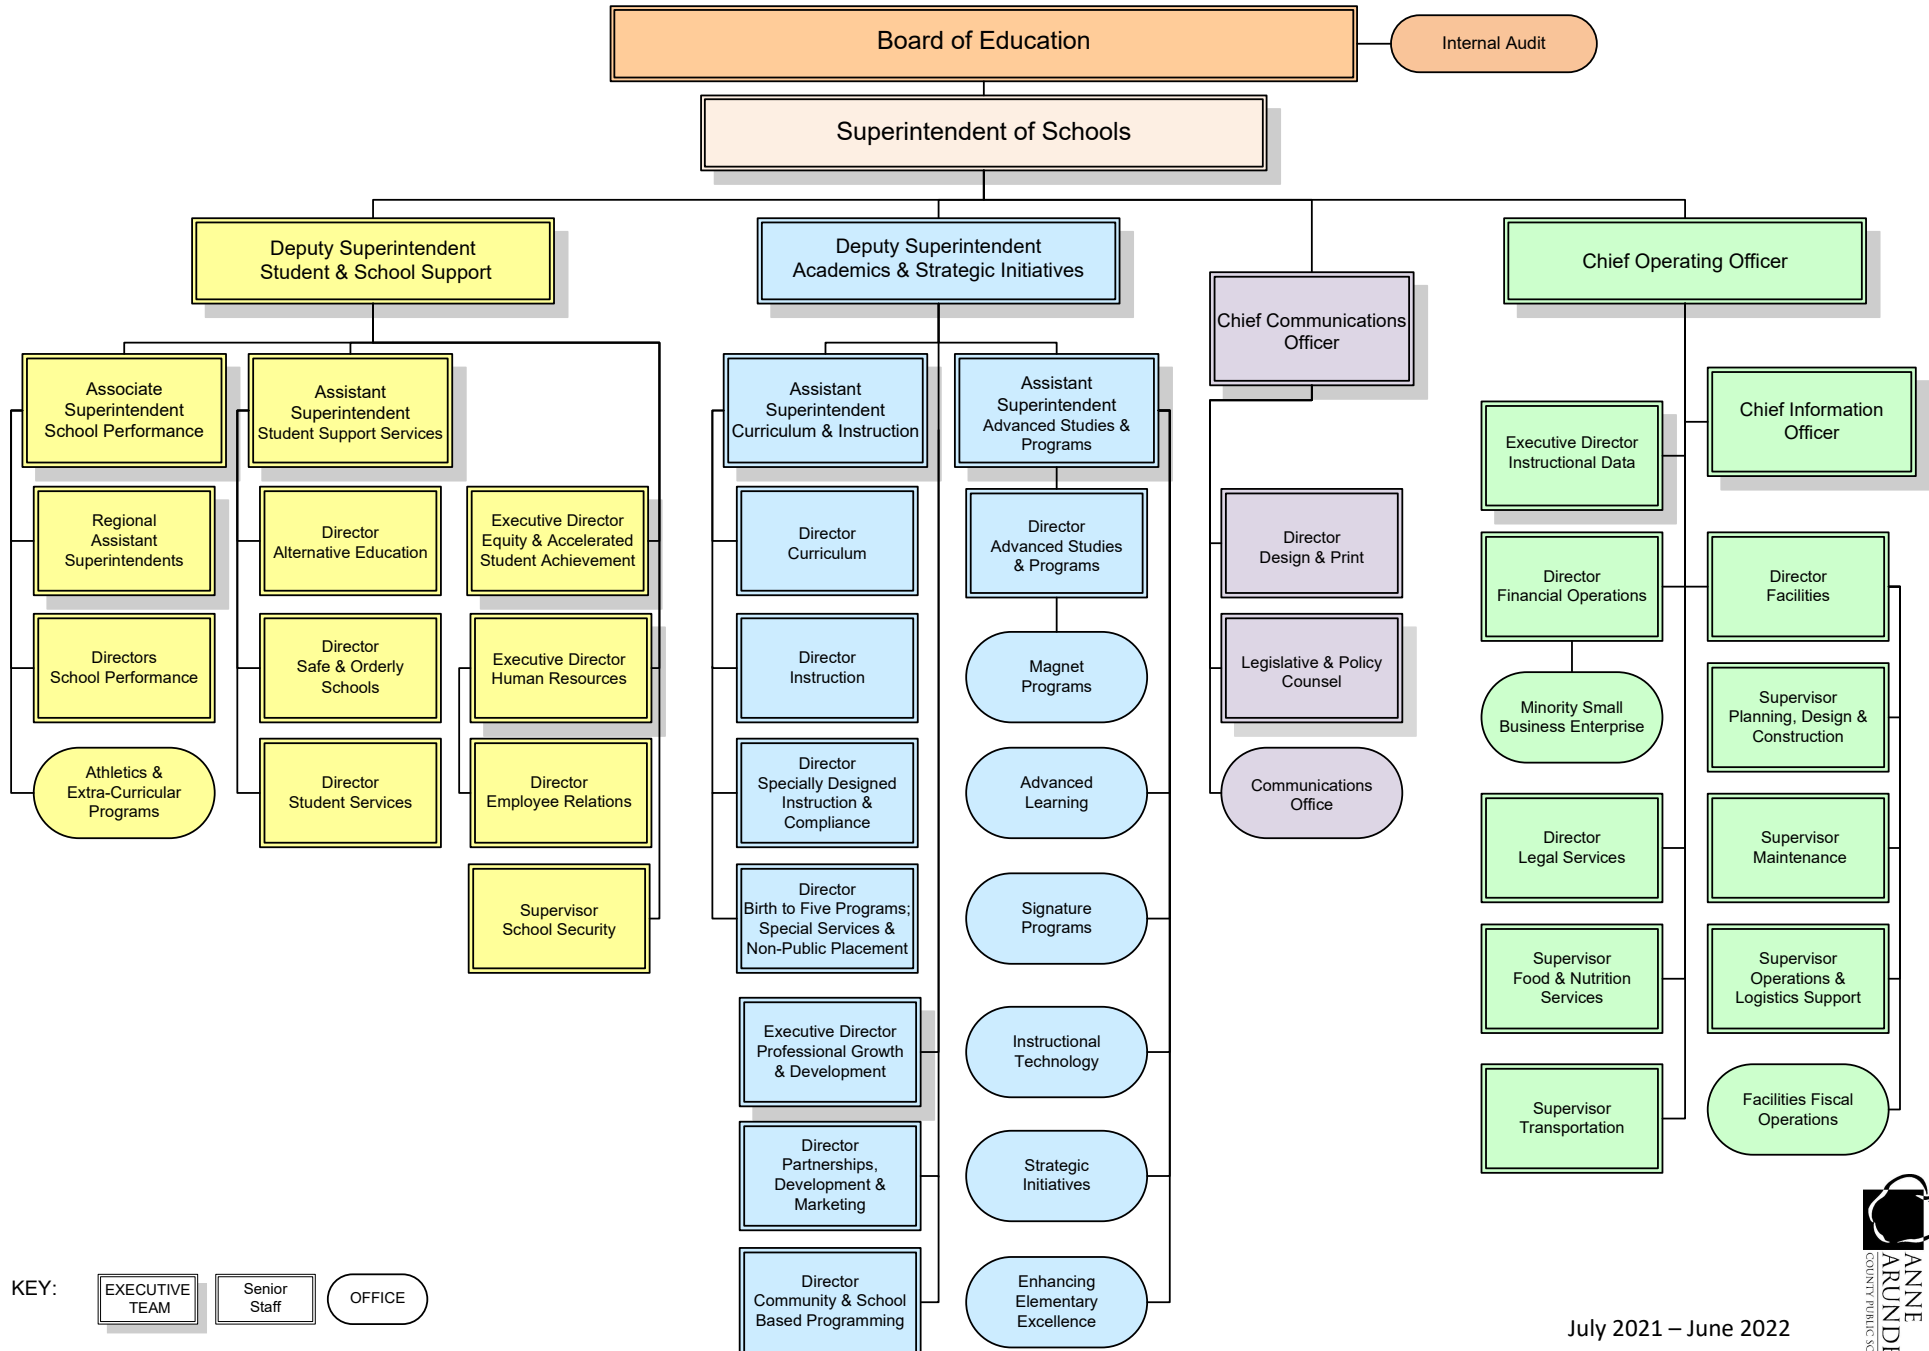 Board of Education
Internal Audit
Superintendent of Schools
Deputy Superintendent
Student & School Support
Deputy Superintendent
Academics & Strategic Initiatives
Chief Communications
Officer
Chief Operating Officer
Associate
Superintendent
School Performance
Assistant
Superintendent
Student Support Services
Assistant
Superintendent
Curriculum & Instruction
Assistant
Superintendent
Advanced Studies &
Programs
Executive Director
Instructional Data
Chief Information
Officer
Regional
Assistant
Superintendents
Director
Alternative Education
Executive Director
Equity & Accelerated
Student Achievement
Director
Curriculum
Director
Advanced Studies
& Programs
Director
Design & Print
Director
Financial Operations
Director
Facilities
Directors
School Performance
Director
Safe & Orderly
Schools
Executive Director
Human Resources
Director
Instruction
Magnet
Programs
Legislative & Policy
Counsel
Minority Small
Business Enterprise
Supervisor
Planning, Design &
Construction
Athletics &
Extra-Curricular
Programs
Director
Student Services
Director
Employee Relations
Director
Specially Designed
Instruction &
Compliance
Advanced
Learning
Communications
Office
Director
Legal Services
Supervisor
Maintenance
Supervisor
School Security
Director
Birth to Five Programs;
Special Services &
Non-Public Placement
Signature
Programs
Supervisor
Food & Nutrition
Services
Supervisor
Operations &
Logistics Support
Executive Director
Professional Growth
& Development
Instructional
Technology
Supervisor
Transportation
Facilities Fiscal
Operations
Director
Partnerships,
Development &
Marketing
Strategic
Initiatives
Director
Community & School
Based Programming
Enhancing
Elementary
Excellence
KEY:
EXECUTIVE
TEAM
Senior
Staff
OFFICE
July 2021 – June 2022
ANNE
COUNTY PUBLIC